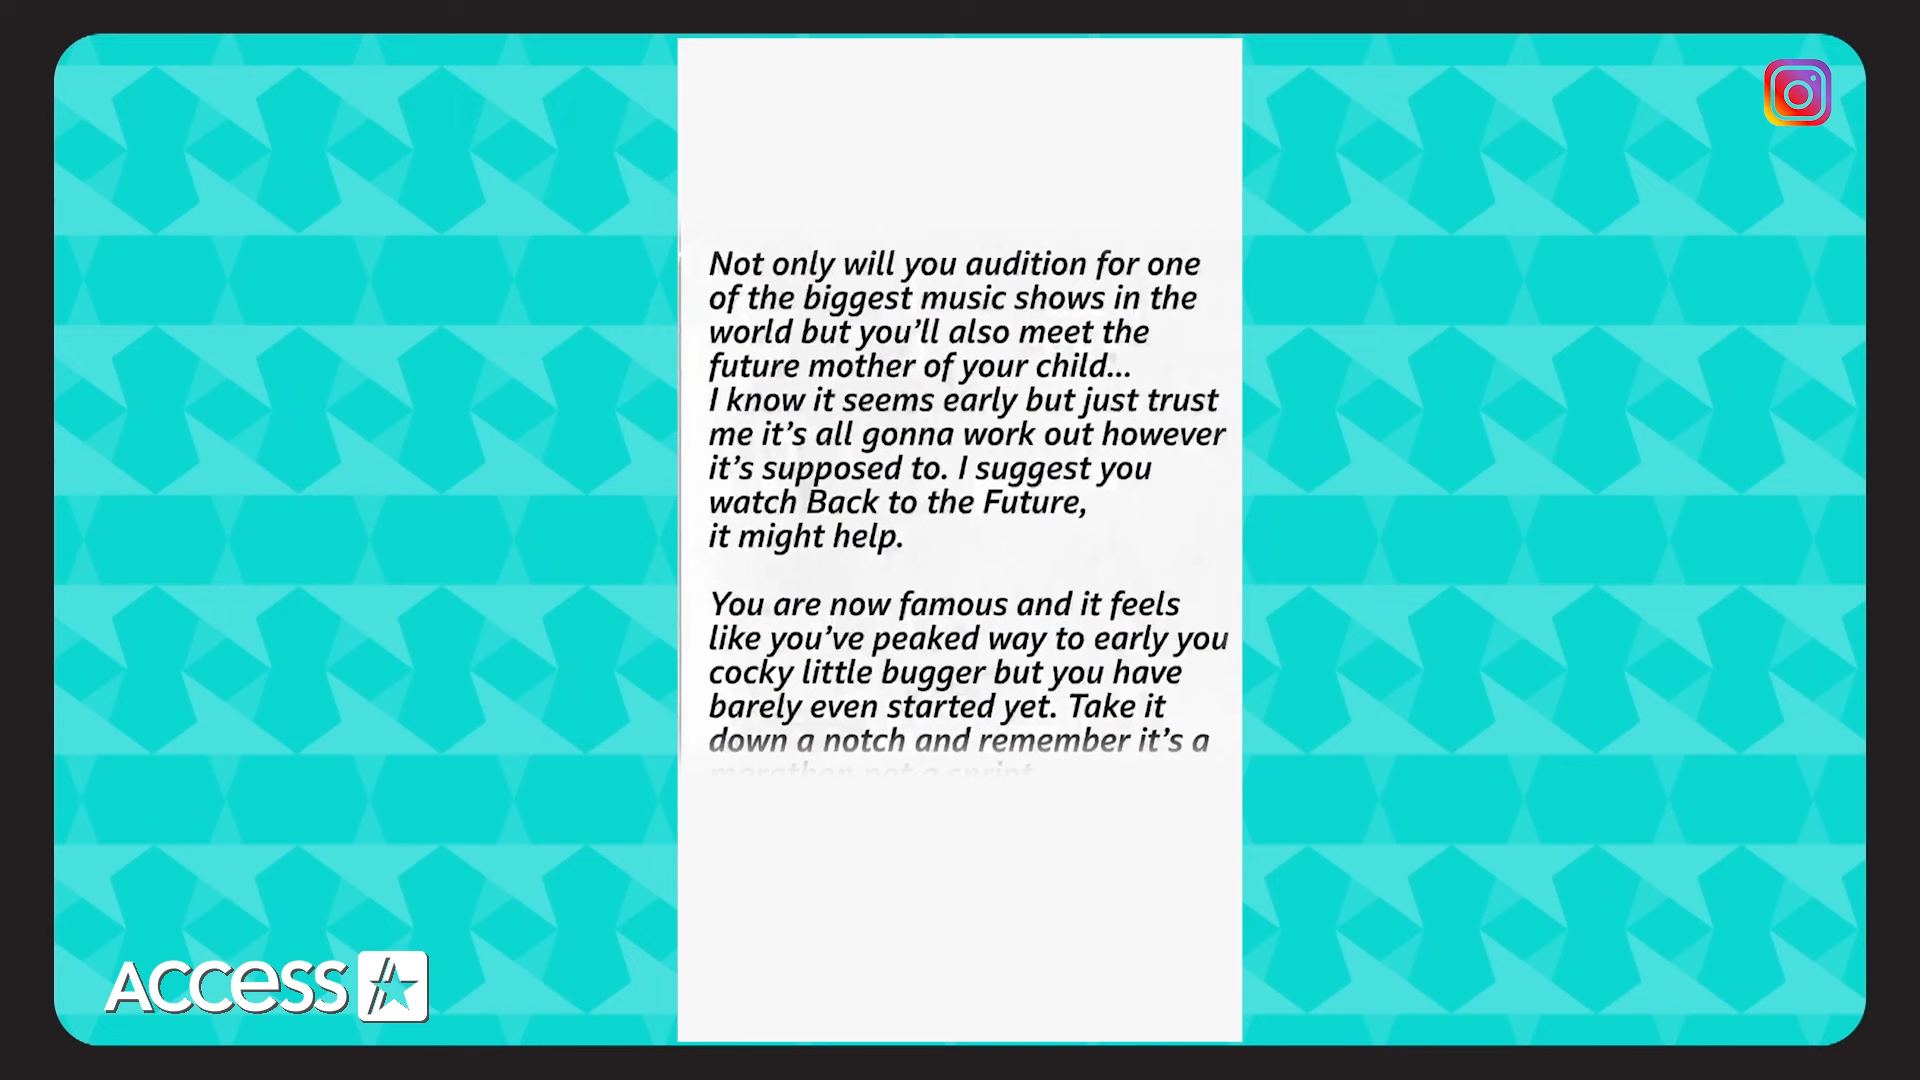 Not only will you audition for one
of the biggest music shows in the
world but you'll also meet the
future mother of your child...
I know it seems early but just trust
me it's all gonna work out however
it's supposed to. I suggest you
watch Back to the Future,
it might help.
You are now famous and it feels
like you've peaked way to early you
cocky little bugger but you have
barely even started yet. Take it
down a notch and remember it's a
marathon not a sprint
ACCESS